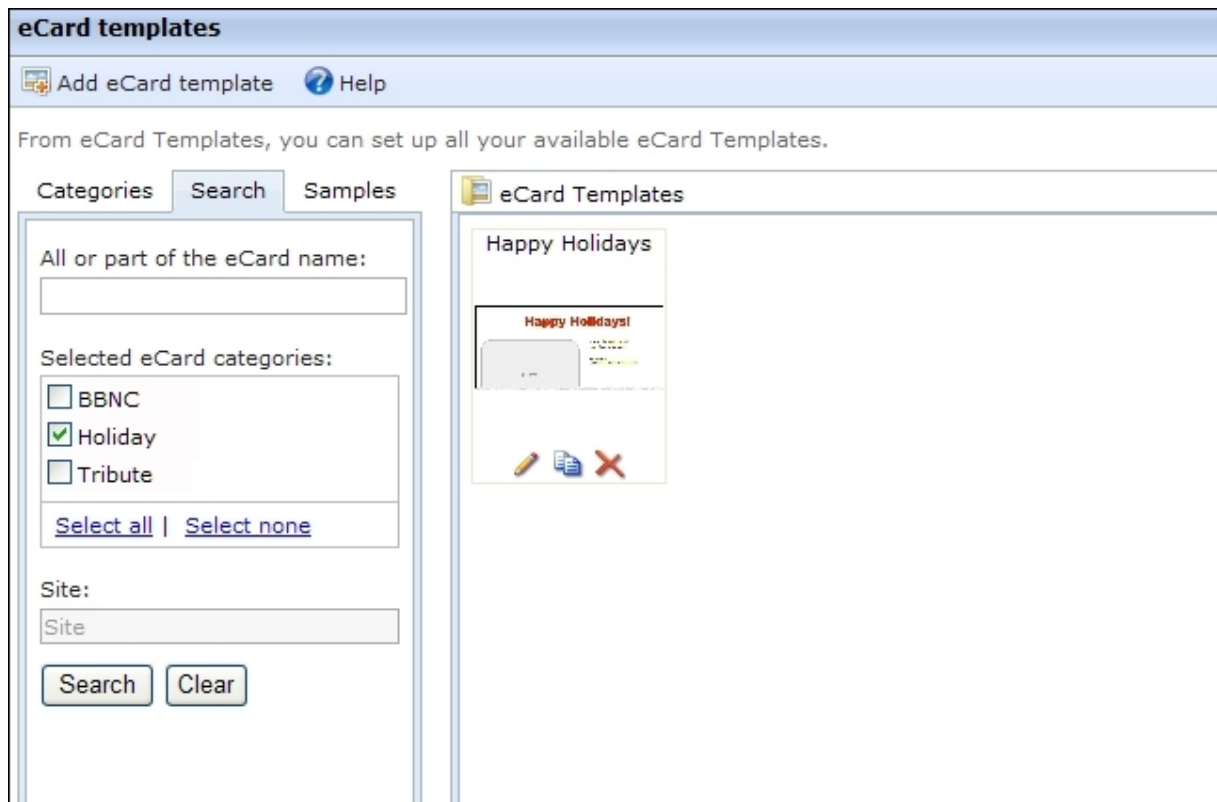 eCard templates
Add eCard template Help
From eCard Templates, you can set up all your available eCard Templates.
Categories Search Samples
All or part of the eCard name:
Selected eCard categories:
BBNC
Holiday
Tribute
Select all | Select none
Site:
Site
Search Clear
eCard Templates
Happy Holidays
Happy Holidays!